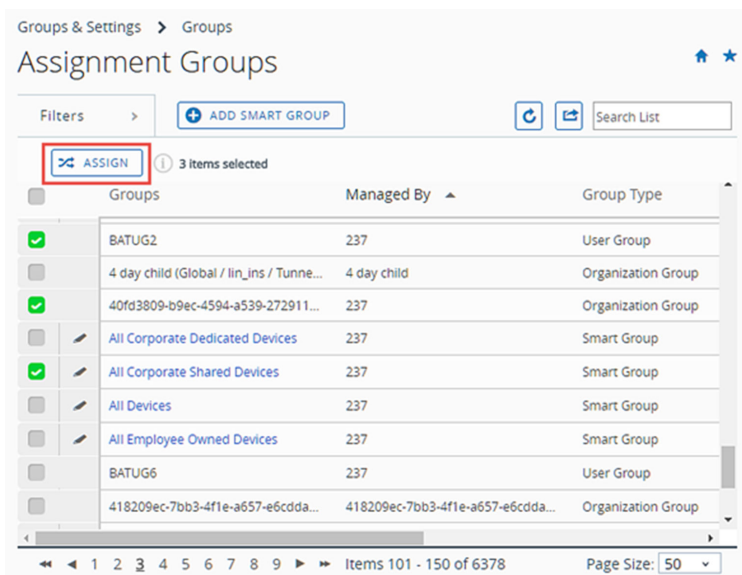 Groups & Settings > Groups
Assignment Groups
Filters > ADD SMART GROUP Search List
ASSIGN i 3 items selected
Groups Managed By Group Type
BATUG2 237 User Group
4 day child (Global / lin_ins / Tunne... 4 day child Organization Group
40fd3809-b9ec-4594-a539-272911... 237 Organization Group
All Corporate Dedicated Devices 237 Smart Group
All Corporate Shared Devices 237 Smart Group
All Devices 237 Smart Group
All Employee Owned Devices 237 Smart Group
BATUG6 237 User Group
418209ec-7bb3-4f1e-a657-e6cdda... 418209ec-7bb3-4f1e-a657-e6cdda... Organization Group
1 2 3 4 5 6 7 8 9 Items 101 - 150 of 6378 Page Size: 50